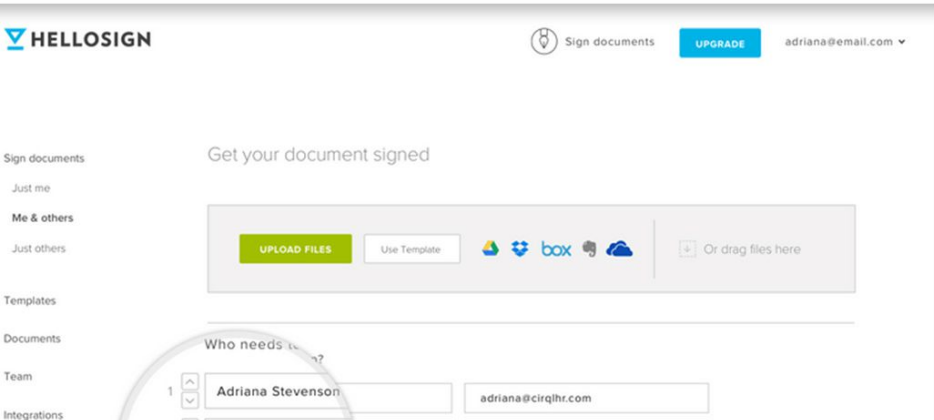 HELLOSIGN
Sign documents
UPGRADE
adriana@email.com
Sign documents
Just me
Me & others
Just others
Templates
Documents
Team
Integrations
Get your document signed
UPLOAD FILES
Use Template
box
Or drag files here
Who needs
1
Adriana Stevenson
adriana@cirqlhr.com